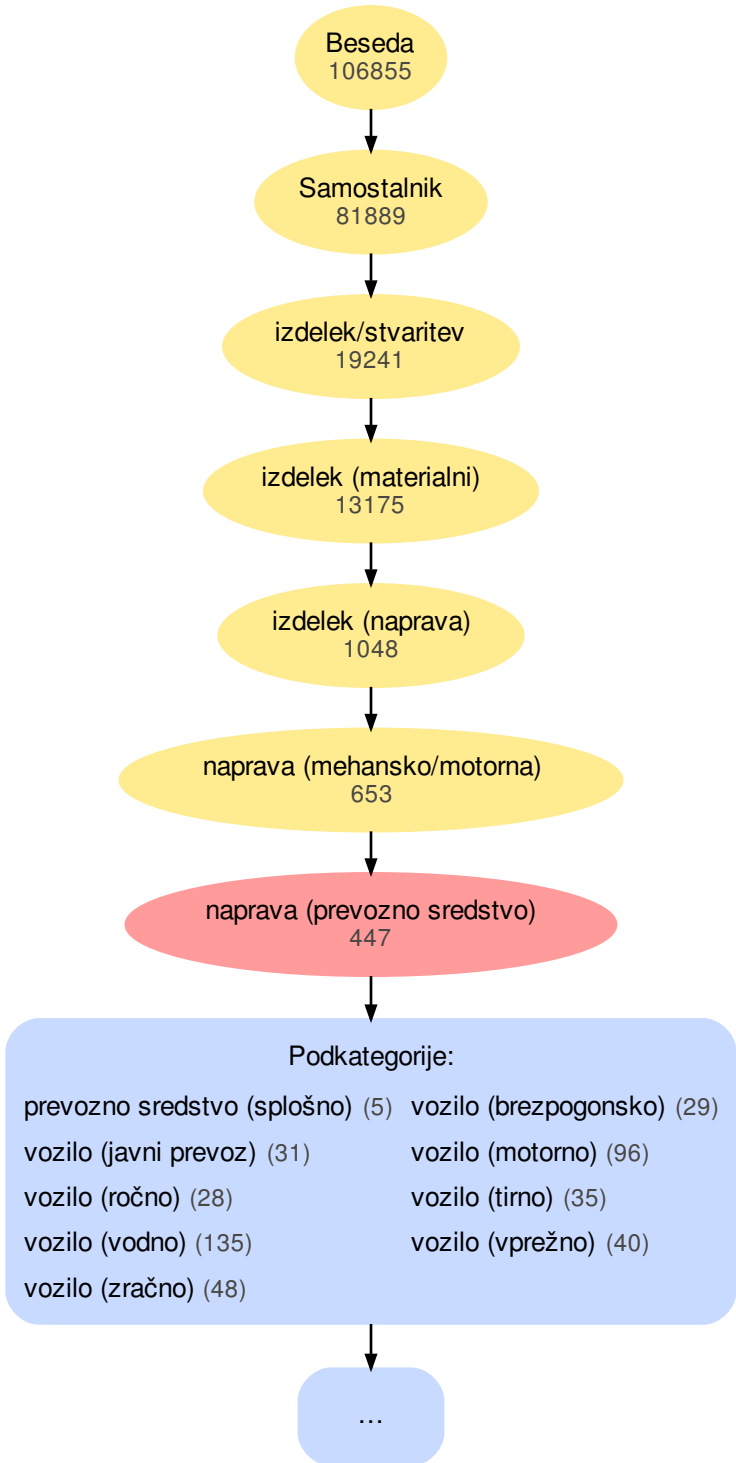 Beseda
106855
Samostalnik
81889
izdelek/stvaritev
19241
izdelek (materialni)
13175
izdelek (naprava)
1048
naprava (mehansko/motorna)
653
naprava (prevozno sredstvo)
447
Podkategorije:
prevozno sredstvo (splošno) (5) vozilo (brezpogonsko) (29)
vozilo (javni prevoz) (31) vozilo (motorno) (96)
vozilo (ročno) (28) vozilo (tirno) (35)
vozilo (vodno) (135) vozilo (vprežno) (40)
vozilo (zračno) (48)
...